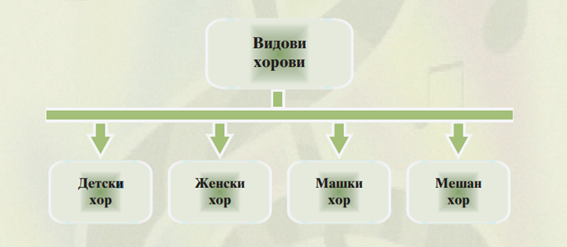 Видови
хорови
Детски
хор
Женски
хор
Машки
хор
Мешан
хор